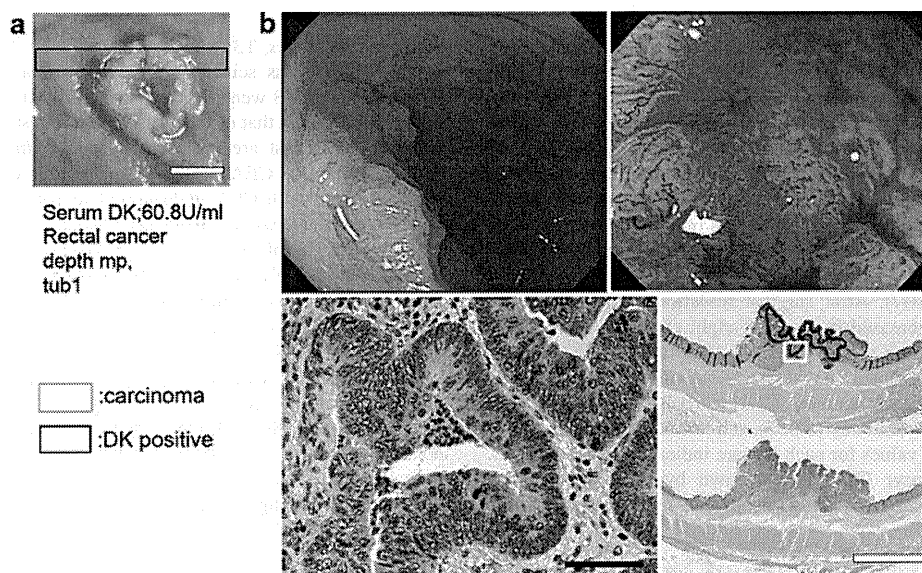 a
b
Serum DK;60.8U/ml
Rectal cancer
depth mp,
tub1
:carcinoma
:DK positive